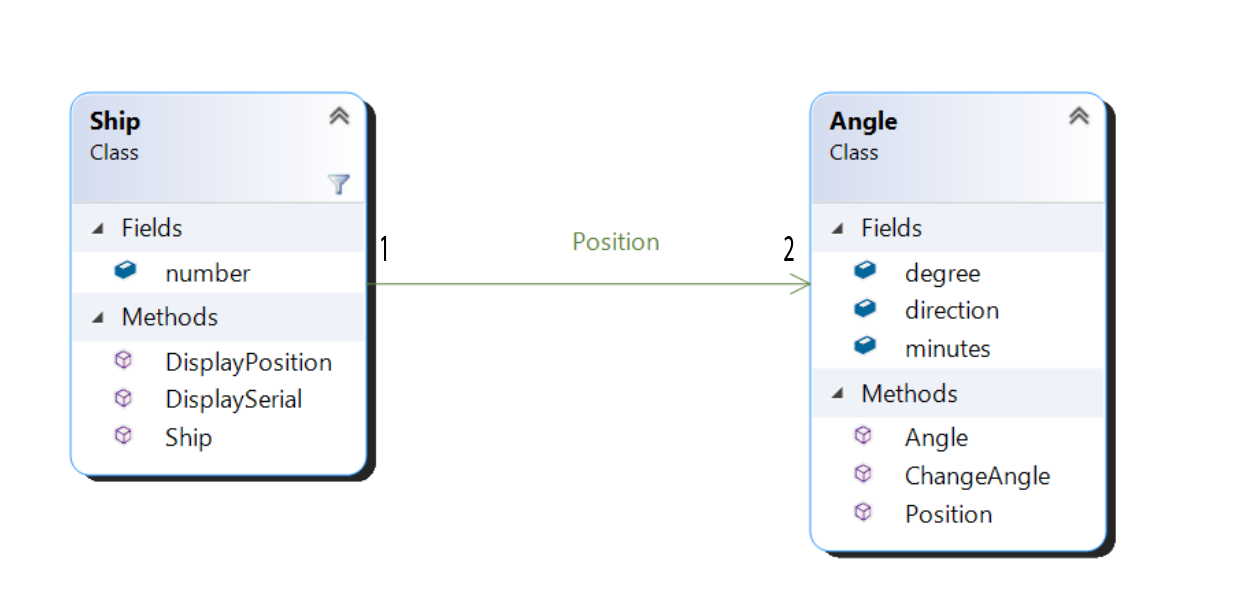 Ship
Class
Fields
number
Methods
DisplayPosition
DisplaySerial
Ship
1
Position
2
Angle
Class
Fields
degree
direction
minutes
Methods
Angle
ChangeAngle
Position